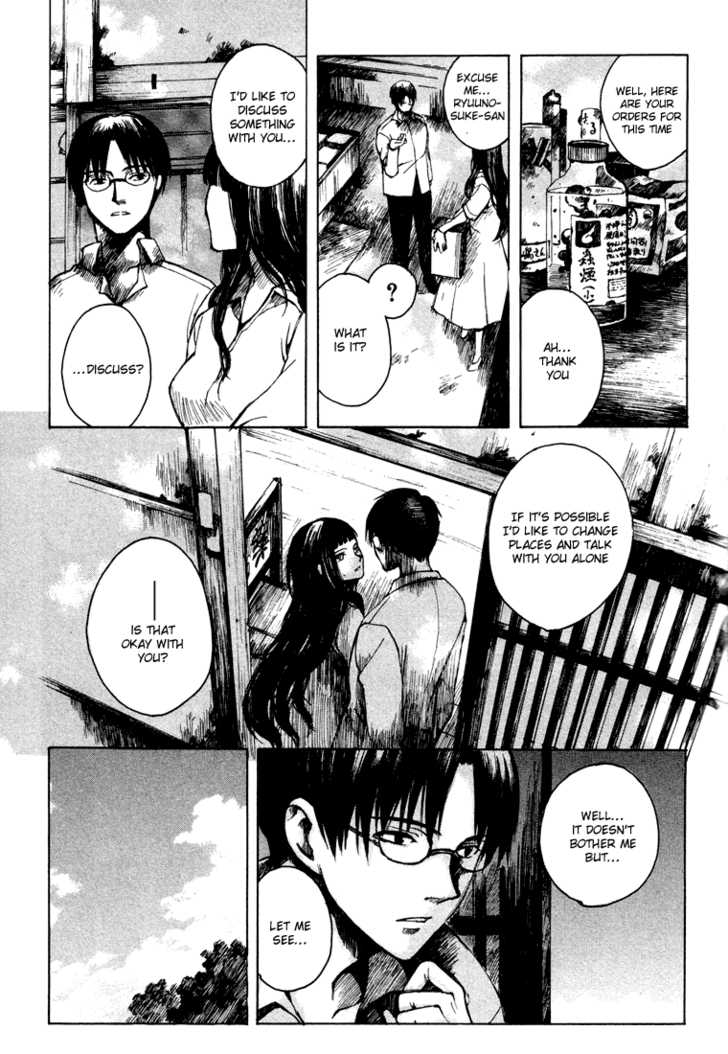 WELL, HERE
ARE YOUR
ORDERS FOR
THIS TIME
AH...
THANK
YOU
EXCUSE
ME...
RYUUNO-
SUKE-SAN
?
WHAT
IS IT?
I'D LIKE TO
DISCUSS
SOMETHING
WITH YOU...
...DISCUSS?
IF IT'S POSSIBLE
I'D LIKE TO CHANGE
PLACES AND TALK
WITH YOU ALONE
IS THAT
OKAY WITH
YOU?
WELL...
IT DOESN'T
BOTHER ME
BUT...
LET ME
SEE...